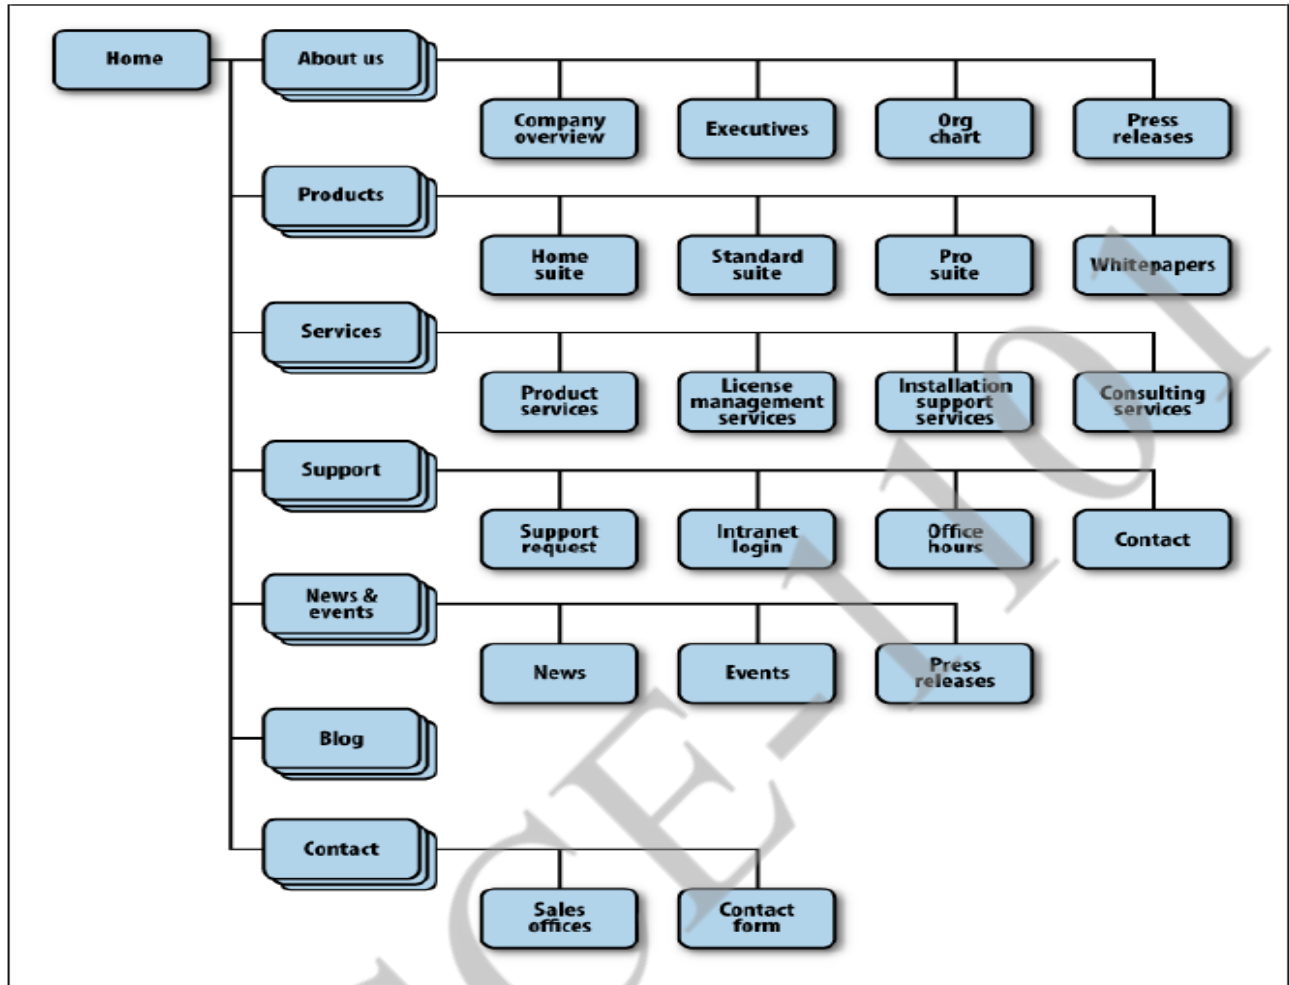 Home
About us
Company
overview
Executives
Org
chart
Press
releases
Products
Home
suite
Standard
suite
Pro
suite
Whitepapers
Services
Product
services
License
management
services
Installation
support
services
Consulting
services
Support
Support
request
Intranet
login
Office
hours
Contact
News &
events
News
Events
Press
releases
Blog
Contact
Sales
offices
Contact
form
CE-1101